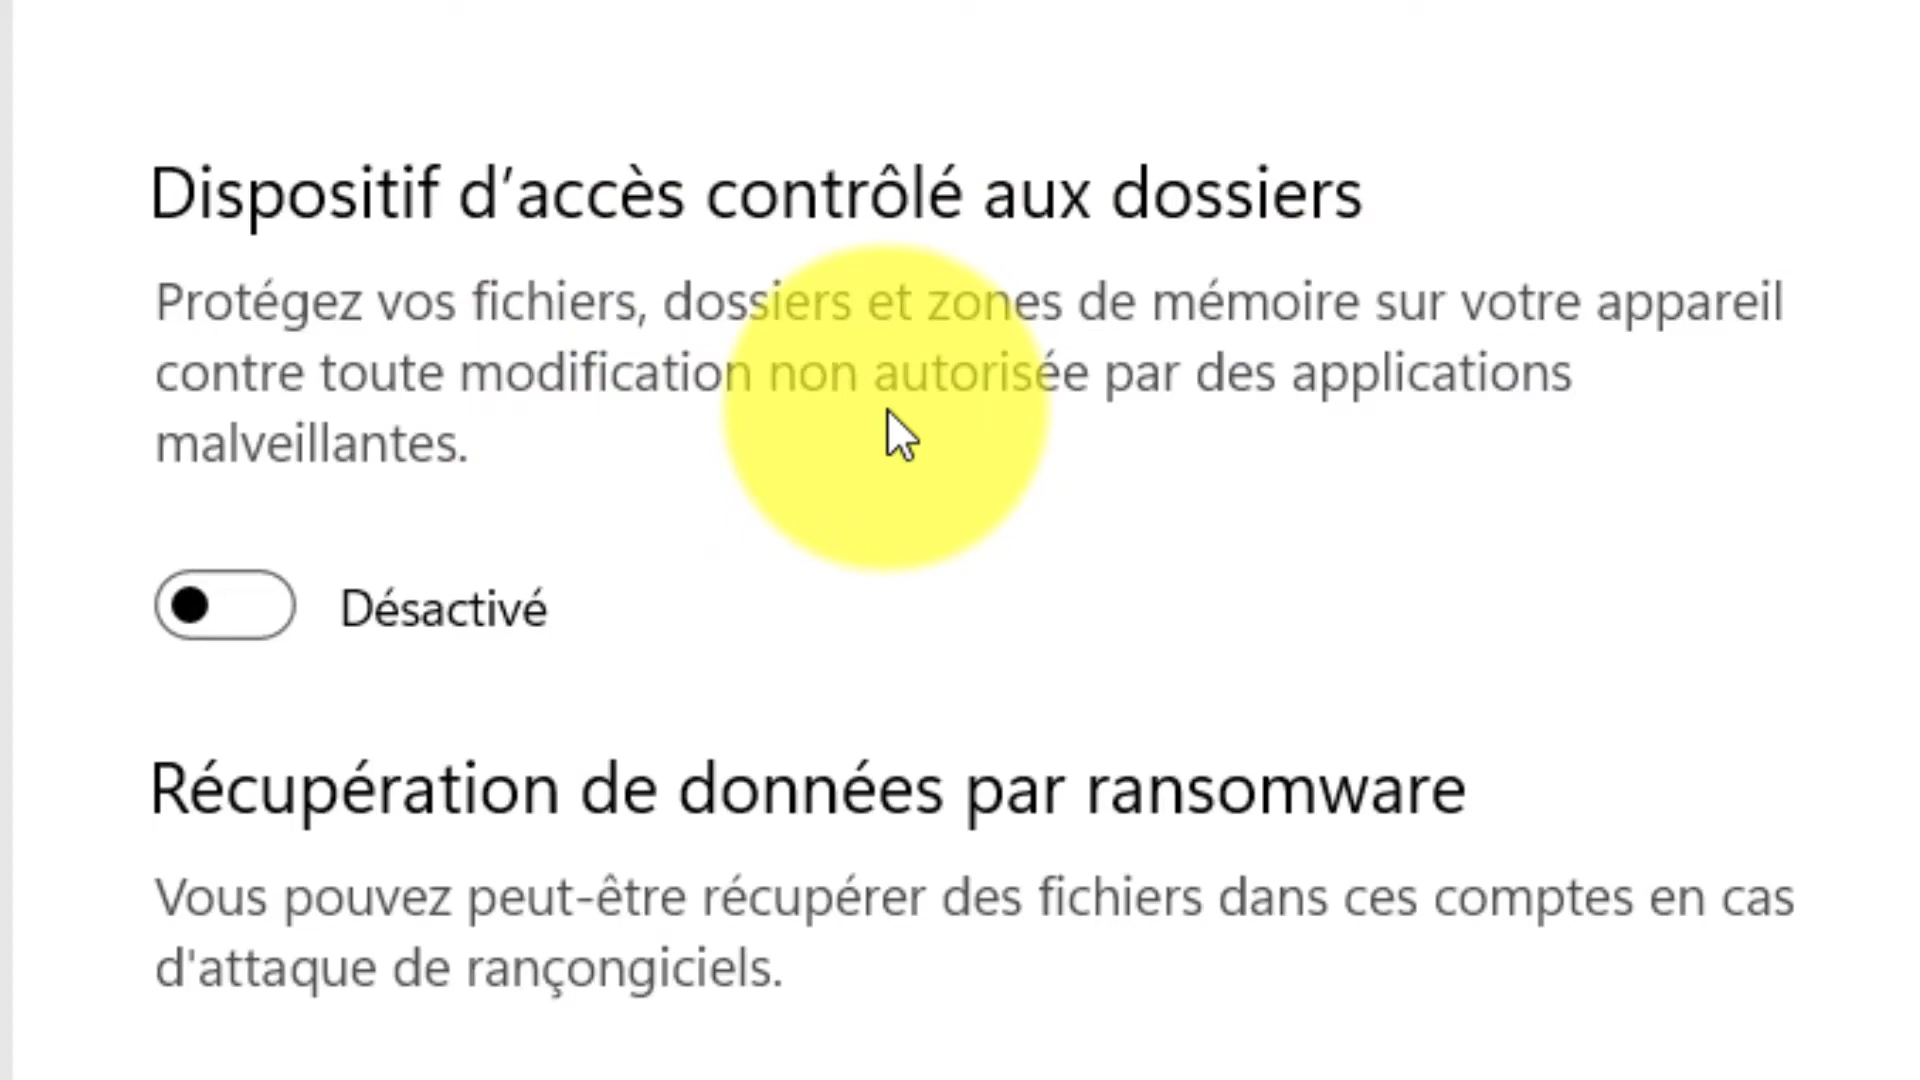 Dispositif d’accès contrôlé aux dossiers
Protégez vos fichiers, dossiers et zones de mémoire sur votre appareil
contre toute modification non autorisée par des applications
malveillantes.
Désactivé
Récupération de données par ransomware
Vous pouvez peut-être récupérer des fichiers dans ces comptes en cas
d'attaque de rançongiciels.